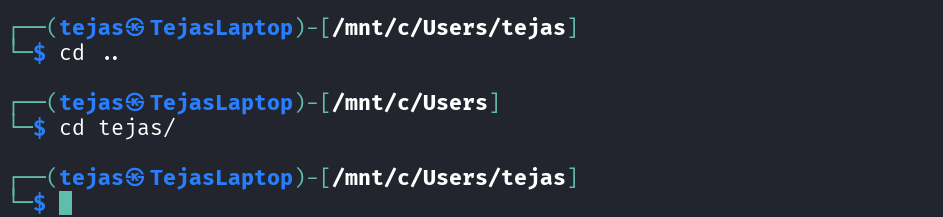 ┌──(tejas㉿TejasLaptop)-[/mnt/c/Users/tejas]
└─$ cd ..
┌──(tejas㉿TejasLaptop)-[/mnt/c/Users]
└─$ cd tejas/
┌──(tejas㉿TejasLaptop)-[/mnt/c/Users/tejas]
└─$